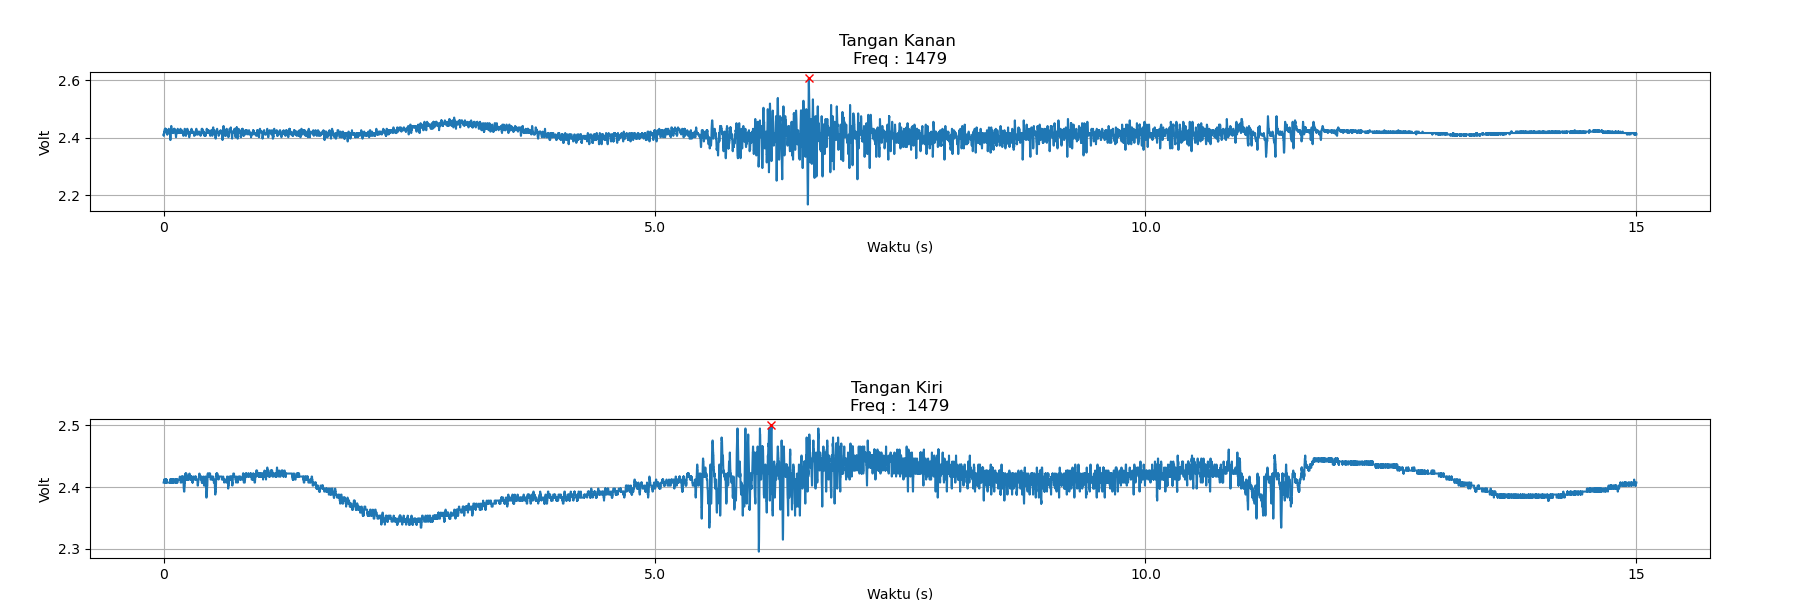 Tangan Kanan
Freq : 1479
2.6
2.4
2.2
Volt
0 5.0 10.0 15
Waktu (s)
Tangan Kiri
Freq :  1479
2.5
2.4
2.3
Volt
0 5.0 10.0 15
Waktu (s)